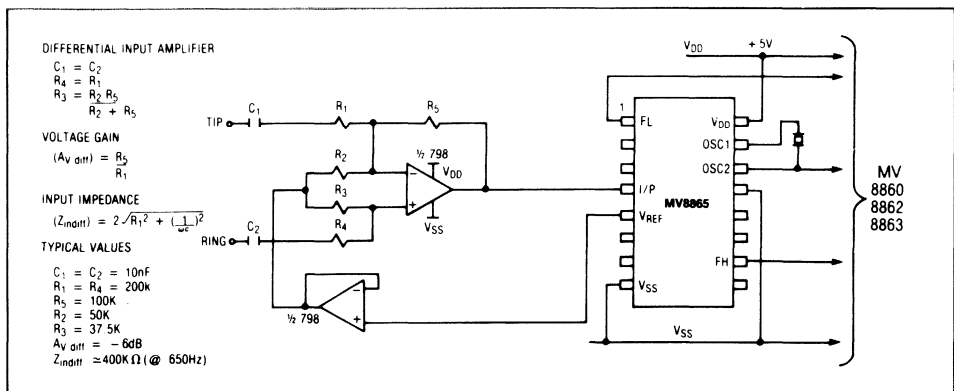 DIFFERENTIAL INPUT AMPLIFIER
C1 = C2
R4 = R1
R3 = R2 R5
R2 + R5
VOLTAGE GAIN
(AV diff) = R5
R1
INPUT IMPEDANCE
(Zindiff) = 2√R1² + (1/ωc)²
TYPICAL VALUES
C1 = C2 = 10nF
R1 = R4 = 200k
R5 = 100K
R2 = 50K
R3 = 37 5K
AV diff = – 6dB
Zindiff ≃400KΩ (@ 650Hz)
TIP
C1
R1
R5
R2
R3
R4
½ 798
VDD
–
+
VSS
RING
C2
½ 798
–
+
VDD
+ 5V
1
FL
VDD
OSC1
OSC2
I/P
MV8865
VREF
FH
VSS
VSS
MV
8860
8862
8863